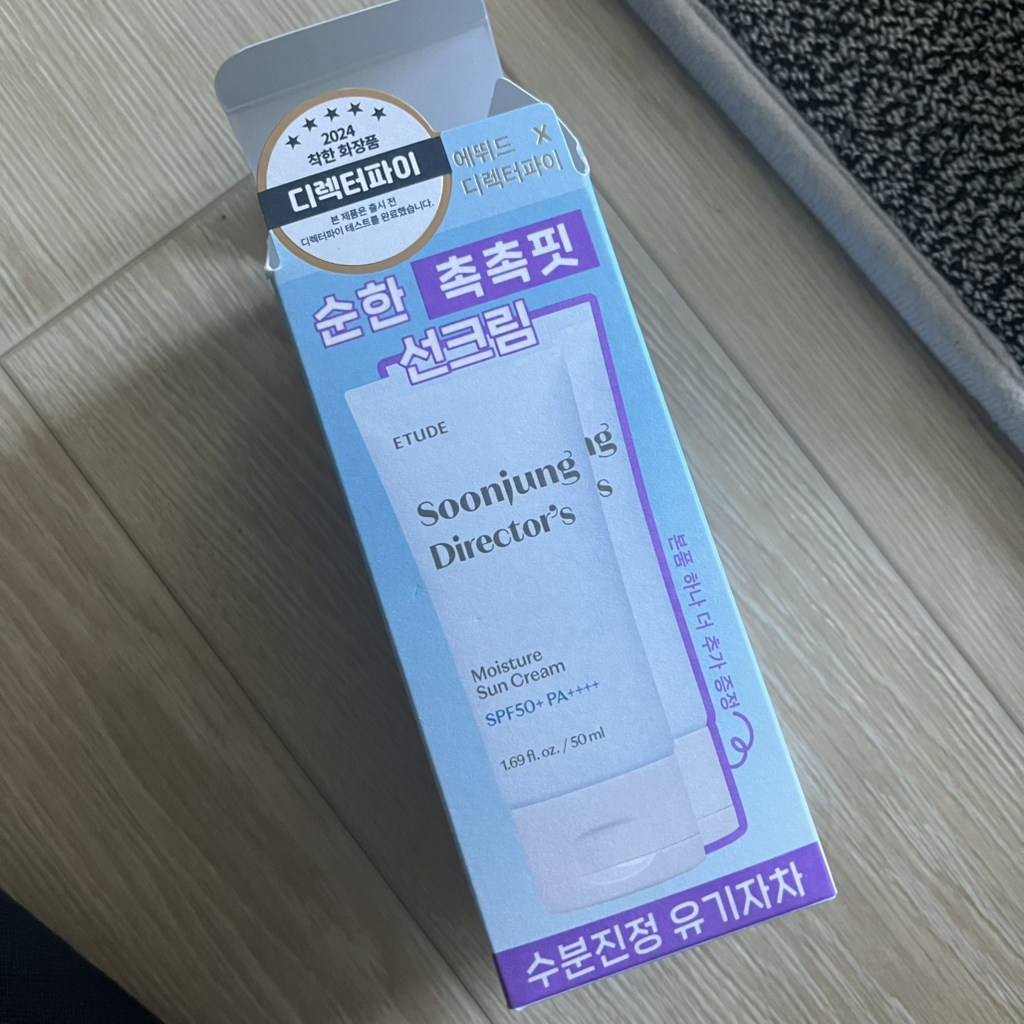 ★★★★★
2024
착한 화장품
디렉터파이
본 제품은 출시 전
디렉터파이 테스트를 완료했습니다.
에뛰드 X
디렉터파이
순한 촉촉핏
선크림
ETUDE
Soonjung
Director's
Moisture
Sun Cream
SPF50+ PA++++
1.69 fl. oz. / 50 ml
ng
s
본품 하나 더 추가 증정
수분진정 유기자차